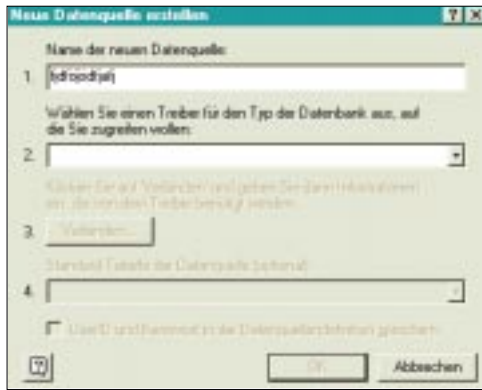 Neue Datenquelle erstellen
Name der neuen Datenquelle:
1.
Wählen Sie einen Treiber für den Typ der Datenbank aus, auf
die Sie zugreifen wollen:
2.
Klicken Sie auf Verbinden und geben Sie dann Informationen
ein, die von dem Treiber benötigt werden:
3. Verbinden...
Standard-Tabelle der Datenquelle (optional):
4.
UserID und Kennwort in der Datenquellendefinition speichern
OK Abbrechen